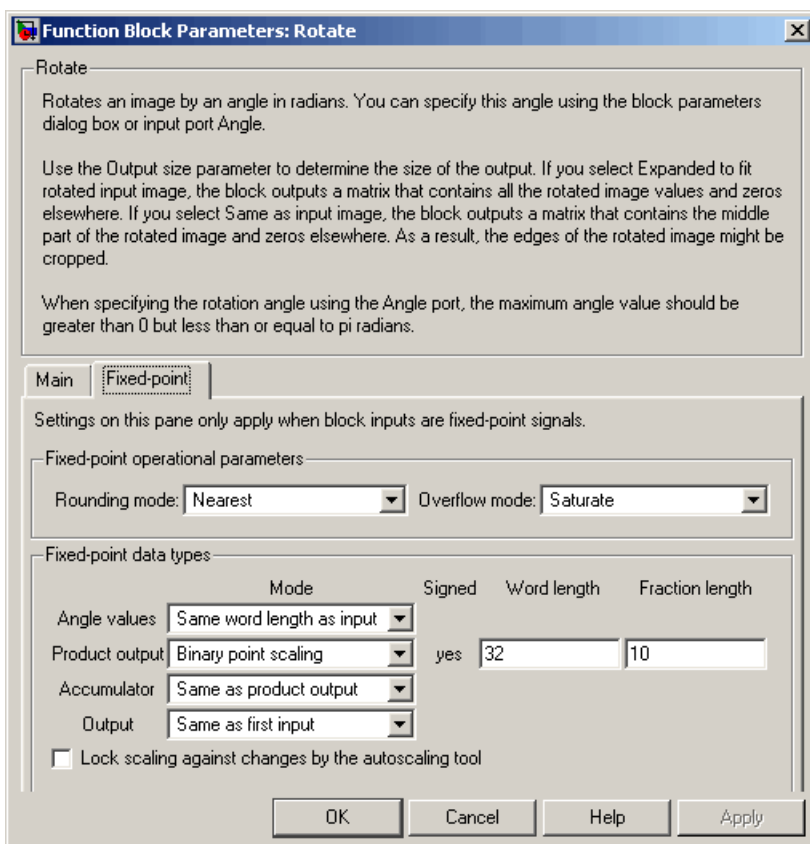 Function Block Parameters: Rotate
Rotate
Rotates an image by an angle in radians. You can specify this angle using the block parameters
dialog box or input port Angle.
Use the Output size parameter to determine the size of the output. If you select Expanded to fit
rotated input image, the block outputs a matrix that contains all the rotated image values and zeros
elsewhere. If you select Same as input image, the block outputs a matrix that contains the middle
part of the rotated image and zeros elsewhere. As a result, the edges of the rotated image might be
cropped.
When specifying the rotation angle using the Angle port, the maximum angle value should be
greater than 0 but less than or equal to pi radians.
Main Fixed-point
Settings on this pane only apply when block inputs are fixed-point signals.
Fixed-point operational parameters
Rounding mode: Nearest Overflow mode: Saturate
Fixed-point data types
Mode Signed Word length Fraction length
Angle values Same word length as input
Product output Binary point scaling yes 32 10
Accumulator Same as product output
Output Same as first input
Lock scaling against changes by the autoscaling tool
OK Cancel Help Apply